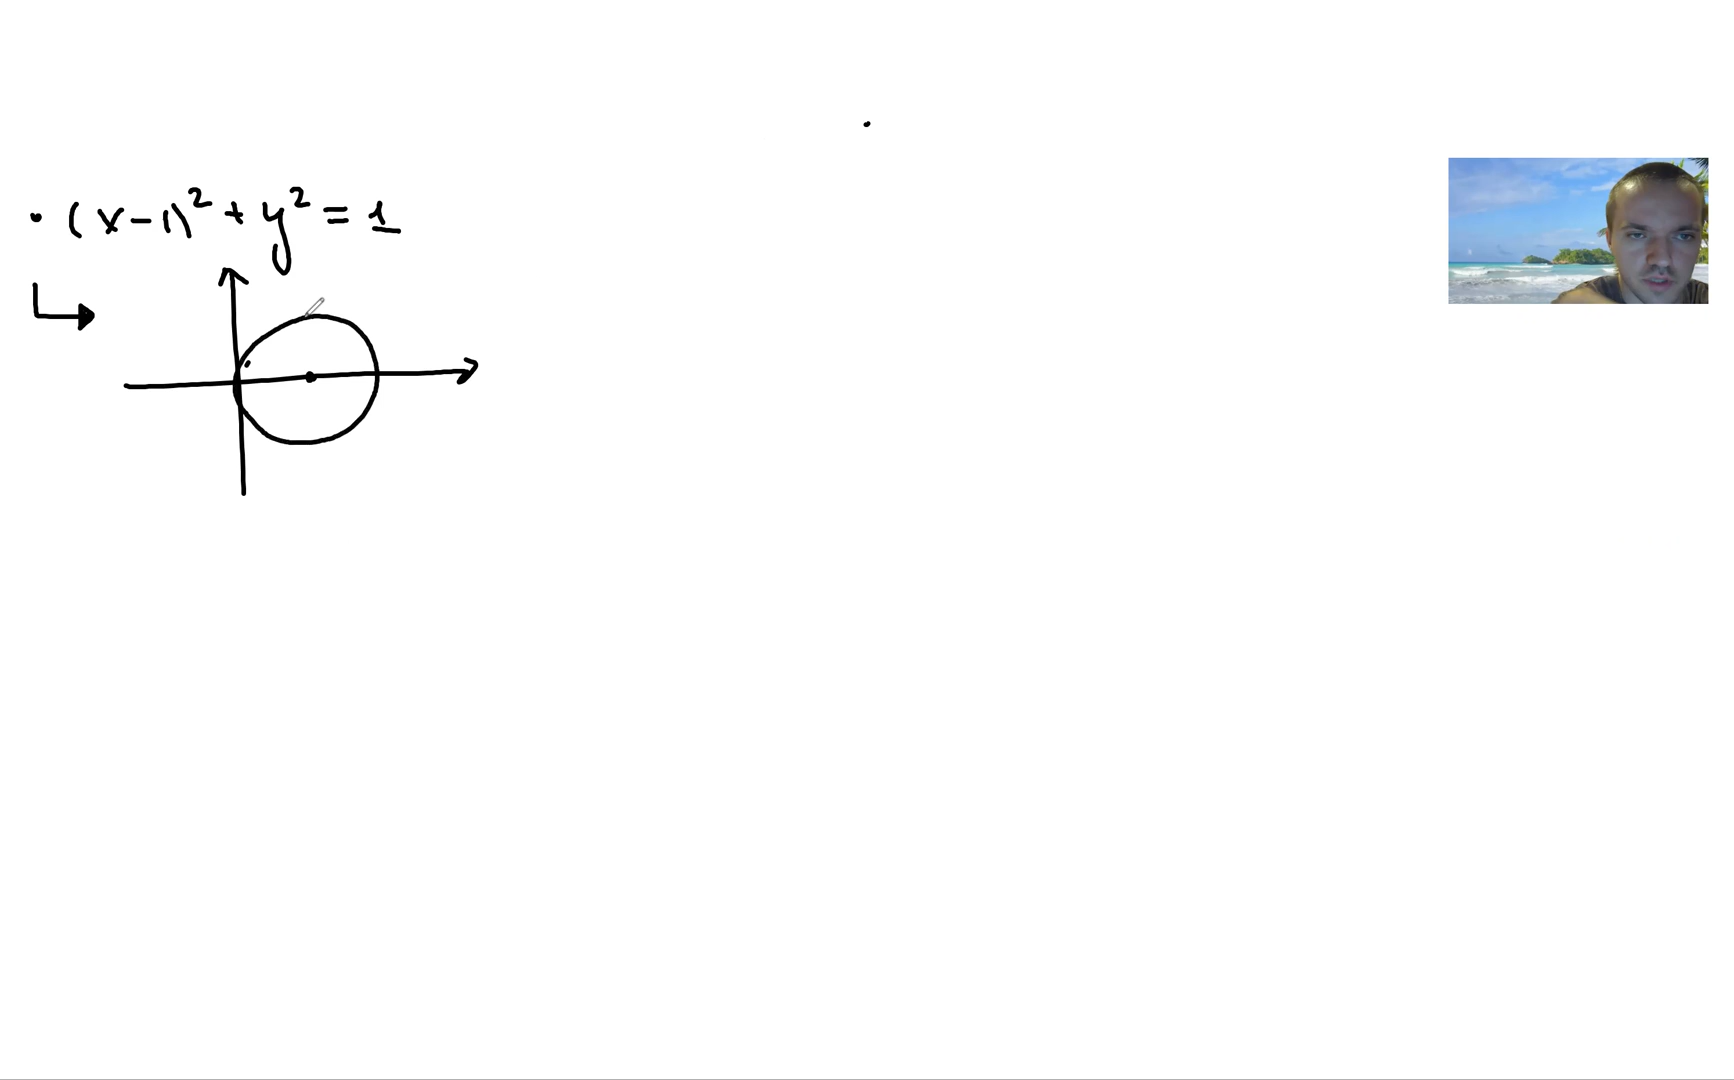 • (x-1)² + y² = 1